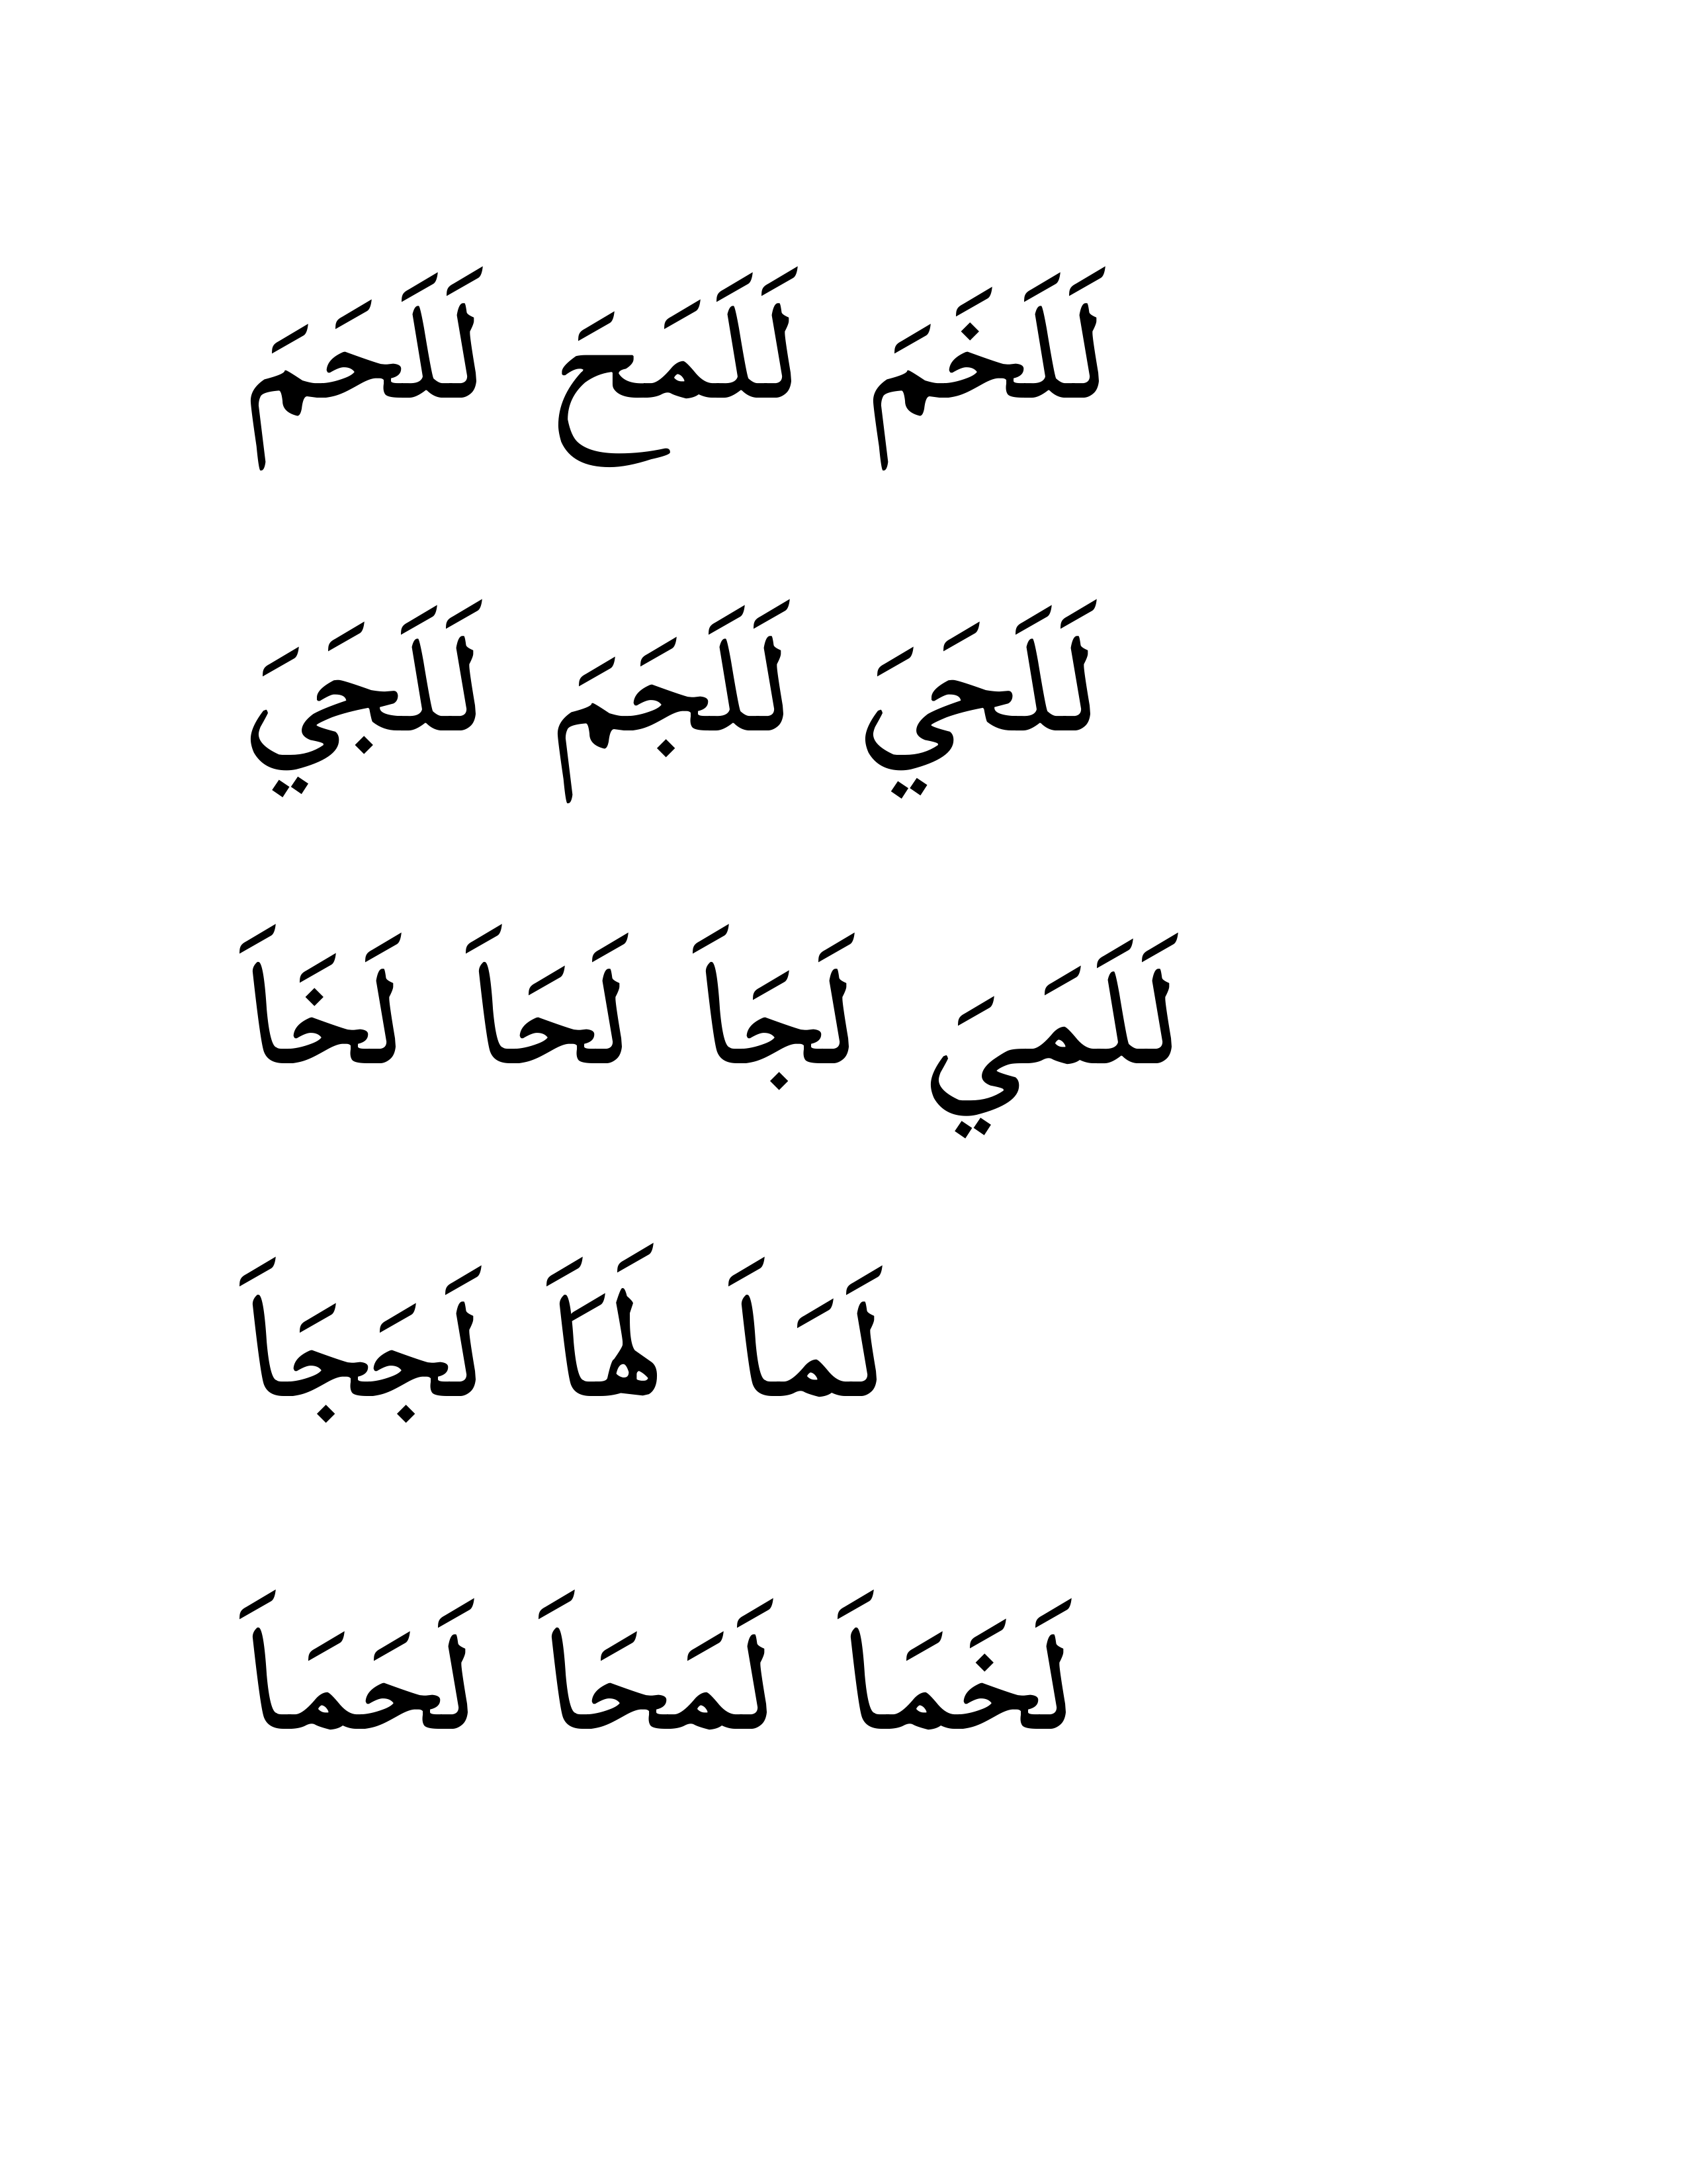 لَلَخَمَ لَلَمَحَ لَلَحَمَ
لَلَحَيَ لَلَجَمَ لَلَجَيَ
لَلَمَيَ لَجَاَ لَحَاَ لَخَاَ
لَمَاَ لَهَاَ لَجَجَاَ
لَخَمَاَ لَمَحَاَ لَحَمَاَ